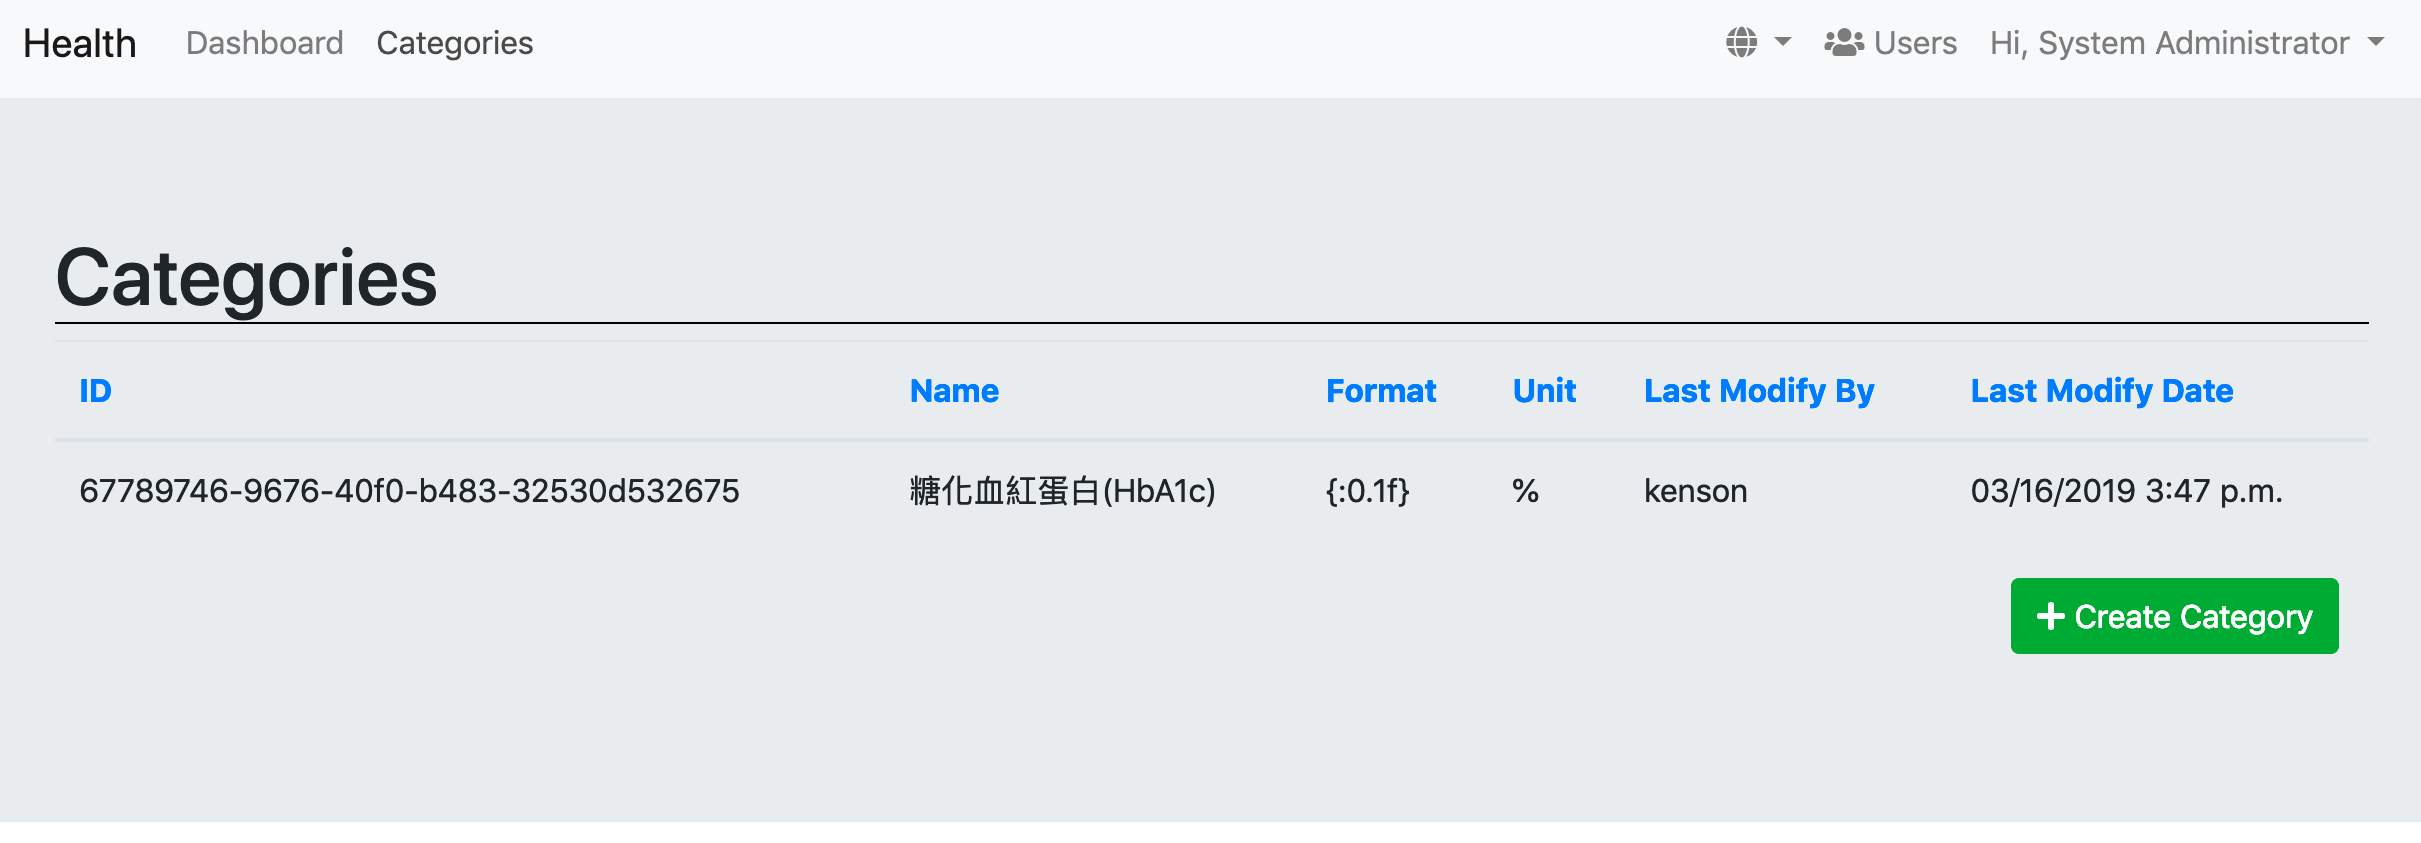 Health Dashboard Categories Users Hi, System Administrator
Categories
ID Name Format Unit Last Modify By Last Modify Date
67789746-9676-40f0-b483-32530d532675 糖化血紅蛋白(HbA1c) {:0.1f} % kenson 03/16/2019 3:47 p.m.
Create Category